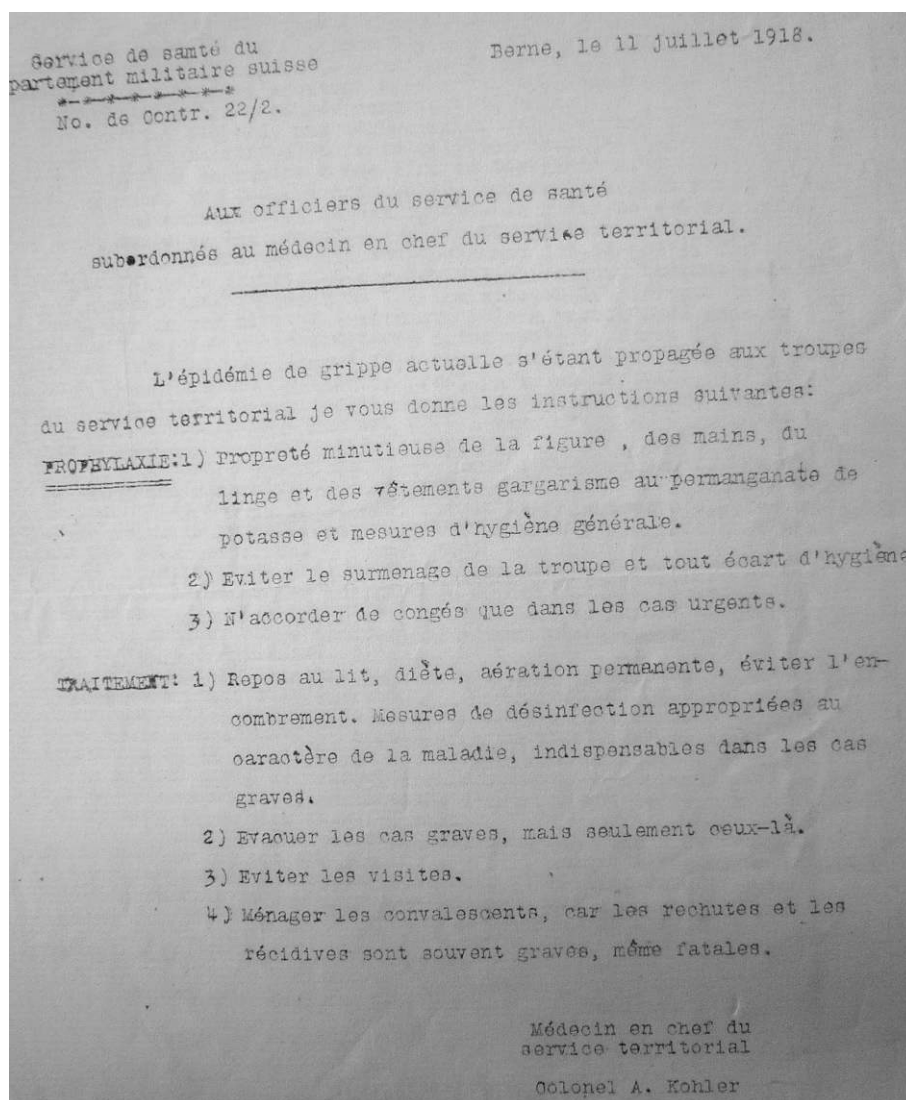 Service de santé du
partement militaire suisse
*-*-*-*-*-*-*-*
No. de Contr. 22/2.
Berne, le 11 juillet 1918.
Aux officiers du service de santé
subordonnés au médecin en chef du service territorial.
L'épidémie de grippe actuelle s'étant propagée aux troupes
du service territorial je vous donne les instructions suivantes:
PROPHYLAXIE:1) Propreté minutieuse de la figure , des mains, du
linge et des vêtements gargarisme au permanganate de
potasse et mesures d'hygiène générale.
2) Eviter le surmenage de la troupe et tout écart d'hygiène
3) N'accorder de congés que dans les cas urgents.
TRAITEMENT: 1) Repos au lit, diète, aération permanente, éviter l'en-
combrement. Mesures de désinfection appropriées au
caractère de la maladie, indispensables dans les cas
graves.
2) Evacuer les cas graves, mais seulement ceux-là.
3) Eviter les visites.
4) Ménager les convalescents, car les rechutes et les
récidives sont souvent graves, même fatales.
Médecin en chef du
service territorial
Colonel A. Kohler